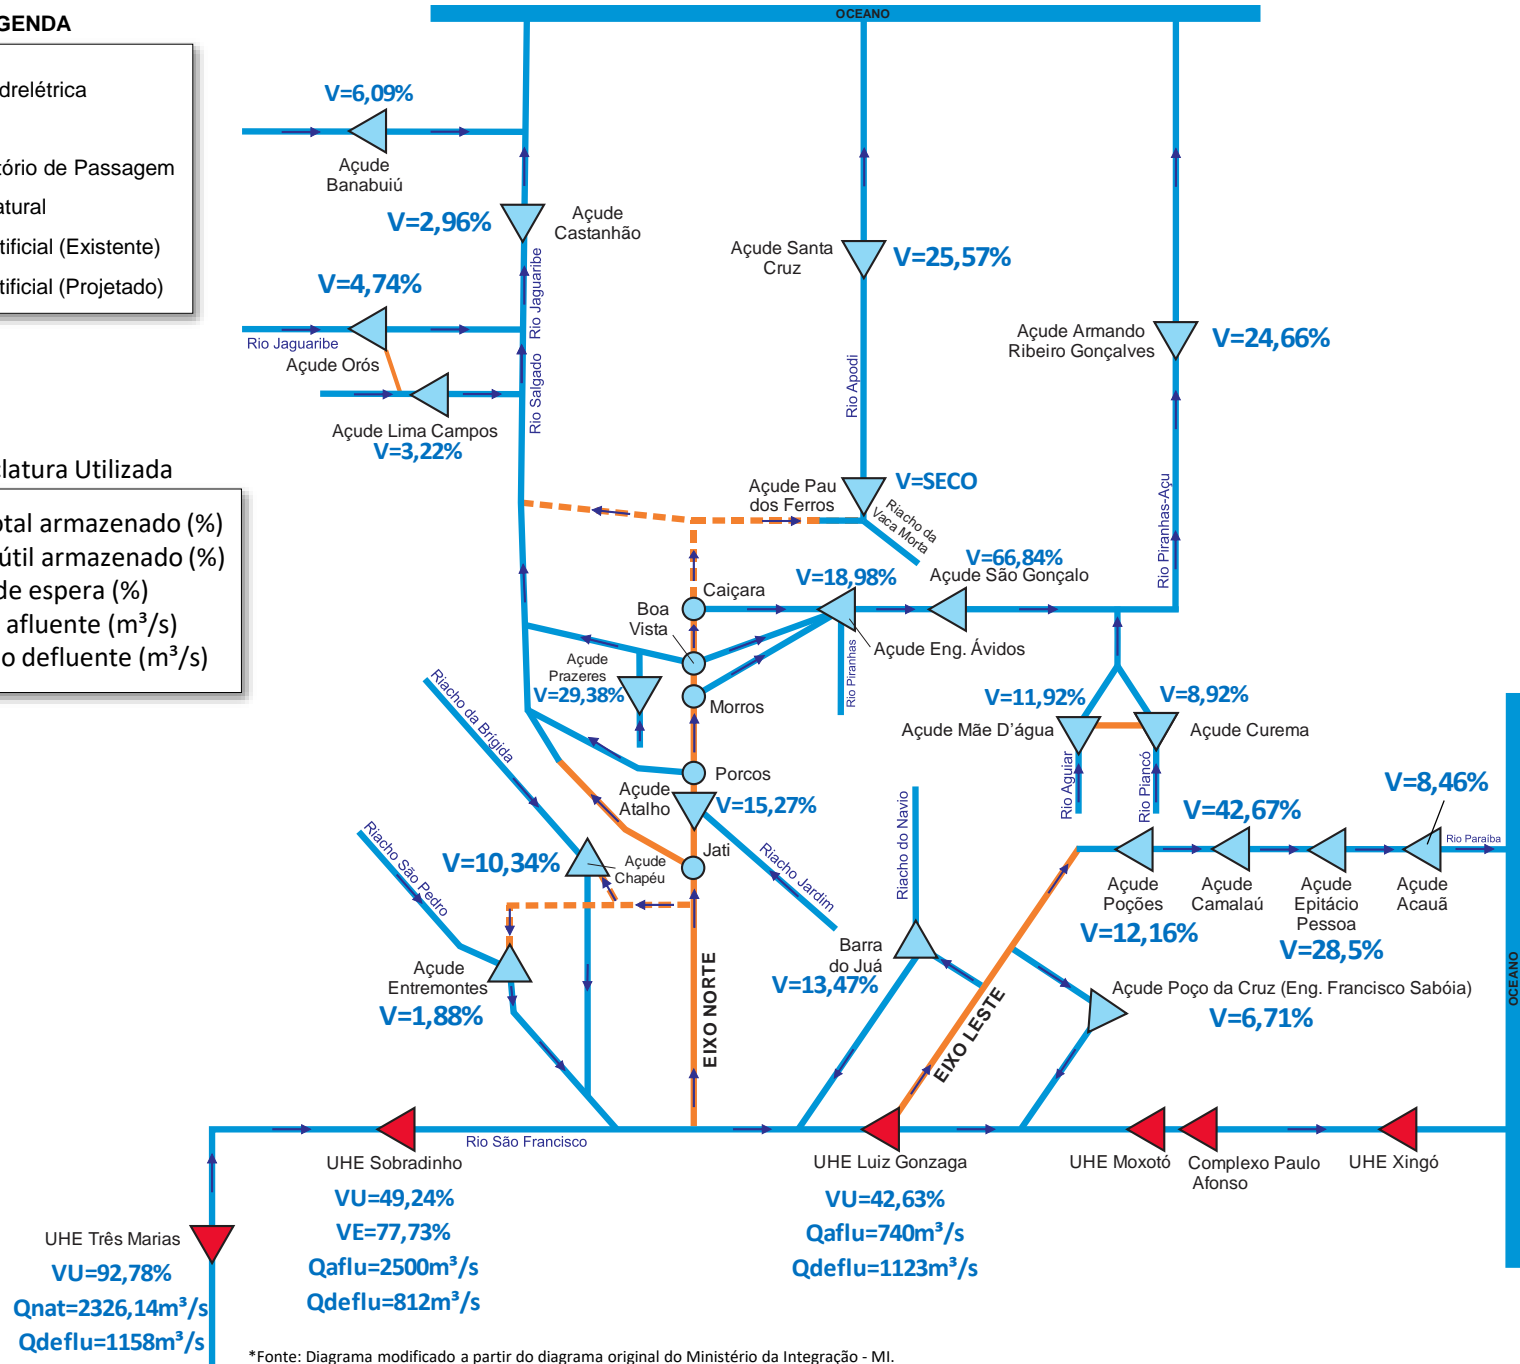 OCEANO
GENDA
drelétrica
tório de Passagem
atural
tificial (Existente)
tificial (Projetado)
V=6,09%
Açude
Banabuiú
V=2,96%
Açude
Castanhão
Rio Jaguaribe
V=4,74%
Rio Jaguaribe
Açude Orós
Rio Salgado
Açude Lima Campos
V=3,22%
Açude Santa
Cruz
V=25,57%
Rio Apodi
Açude Armando
Ribeiro Gonçalves
V=24,66%
Rio Piranhas-Açu
clatura Utilizada
otal armazenado (%)
útil armazenado (%)
de espera (%)
afluente (m³/s)
o defluente (m³/s)
Açude Pau
dos Ferros
V=SECO
Riacho da
Vaca Morta
V=66,84%
Açude São Gonçalo
V=18,98%
Açude Eng. Ávidos
Rio Piranhas
Caiçara
Boa
Vista
Morros
Açude
Prazeres
V=29,38%
Porcos
Açude
Atalho
V=15,27%
Jati
Riacho Jardim
Riacho da Brígida
Riacho São Pedro
V=10,34%
Açude
Chapéu
Açude
Entremontes
V=1,88%
EIXO NORTE
V=11,92%
Açude Mãe D'água
Rio Aguiar
V=8,92%
Açude Curema
Rio Piancó
V=8,46%
V=42,67%
Rio Paraíba
Açude
Poções
V=12,16%
Açude
Camalaú
Açude
Epitácio
Pessoa
V=28,5%
Açude
Acauã
Riacho do Navio
Barra
do Juá
V=13,47%
EIXO LESTE
Açude Poço da Cruz (Eng. Francisco Sabóia)
V=6,71%
OCEANO
Rio São Francisco
UHE Sobradinho
VU=49,24%
VE=77,73%
Qaflu=2500m³/s
Qdeflu=812m³/s
UHE Luiz Gonzaga
VU=42,63%
Qaflu=740m³/s
Qdeflu=1123m³/s
UHE Moxotó
Complexo Paulo
Afonso
UHE Xingó
UHE Três Marias
VU=92,78%
Qnat=2326,14m³/s
Qdeflu=1158m³/s
*Fonte: Diagrama modificado a partir do diagrama original do Ministério da Integração - MI.